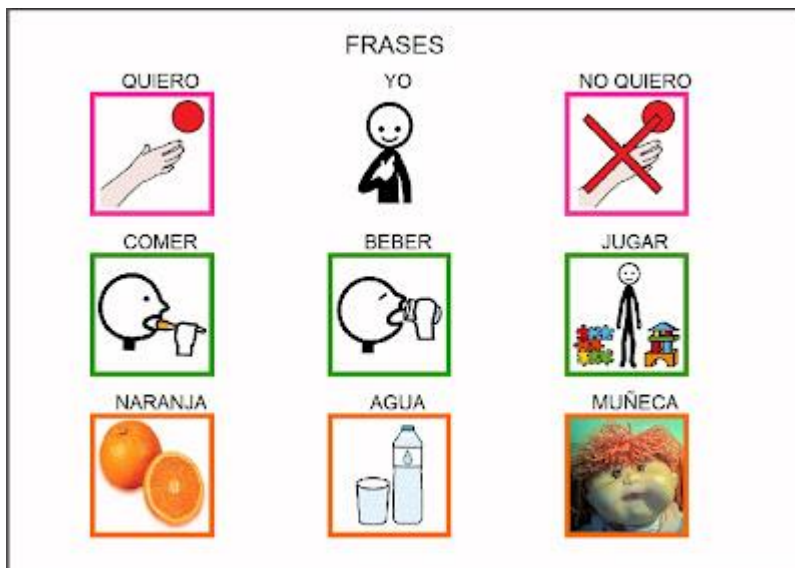 FRASES
QUIERO YO NO QUIERO
COMER BEBER JUGAR
NARANJA AGUA MUÑECA